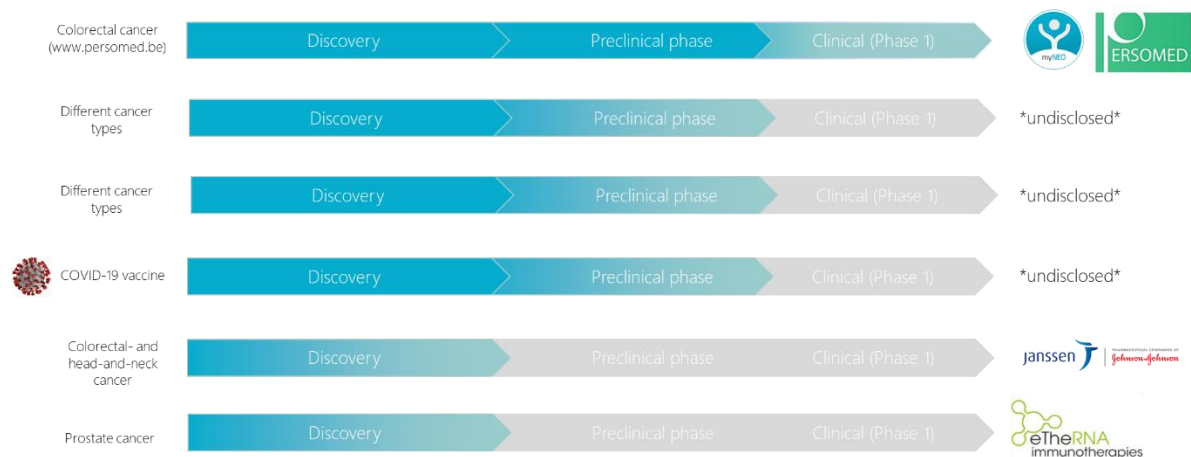 Colorectal cancer
(www.persomed.be)
Discovery
Preclinical phase
Clinical (Phase 1)
myNEO
PERSOMED
Different cancer
types
Discovery
Preclinical phase
Clinical (Phase 1)
*undisclosed*
Different cancer
types
Discovery
Preclinical phase
Clinical (Phase 1)
*undisclosed*
COVID-19 vaccine
Discovery
Preclinical phase
Clinical (Phase 1)
*undisclosed*
Colorectal- and
head-and-neck
cancer
Discovery
Preclinical phase
Clinical (Phase 1)
janssen
PHARMACEUTICAL COMPANIES OF
Johnson & Johnson
Prostate cancer
Discovery
Preclinical phase
Clinical (Phase 1)
eTheRNA
immunotherapies